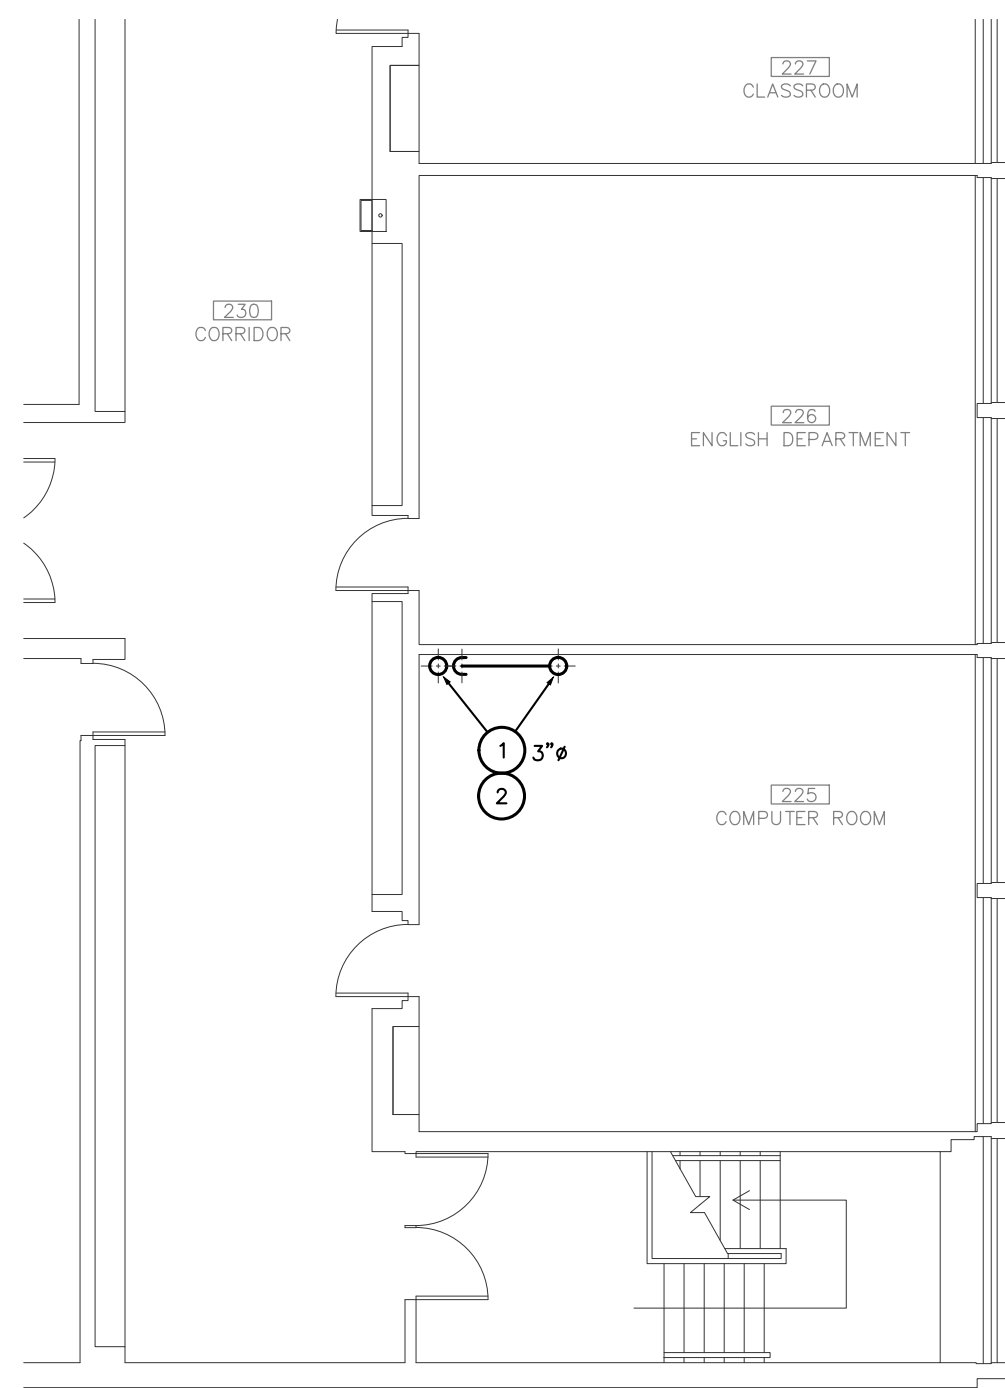 227
CLASSROOM
230
CORRIDOR
226
ENGLISH DEPARTMENT
1 3"ø
2
225
COMPUTER ROOM